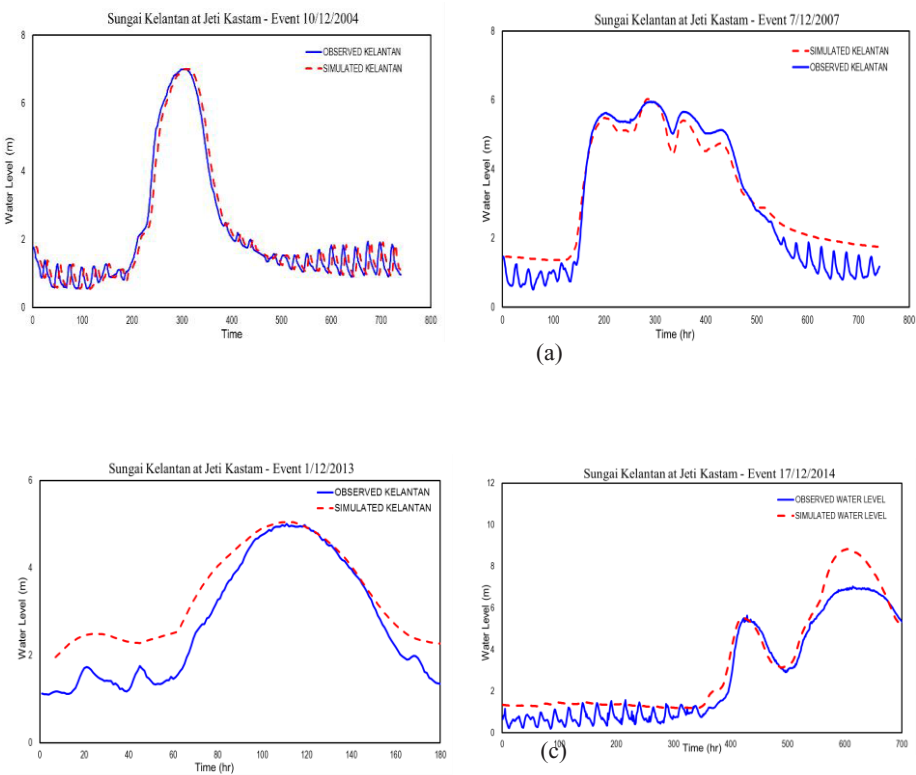 Sungai Kelantan at Jeti Kastam - Event 10/12/2004
OBSERVED KELANTAN
SIMULATED KELANTAN
Water Level (m)
8
6
4
2
0
0 100 200 300 400 500 600 700 800
Time
Sungai Kelantan at Jeti Kastam - Event 7/12/2007
SIMULATED KELANTAN
OBSERVED KELANTAN
Water Level (m)
8
6
4
2
0
0 100 200 300 400 500 600 700 800
Time (hr)
(a)
Sungai Kelantan at Jeti Kastam - Event 1/12/2013
OBSERVED KELANTAN
SIMULATED KELANTAN
Water Level (m)
6
4
2
0
0 20 40 60 80 100 120 140 160 180
Time (hr)
Sungai Kelantan at Jeti Kastam - Event 17/12/2014
OBSERVED WATER LEVEL
SIMULATED WATER LEVEL
Water Level (m)
12
10
8
6
4
2
0
0 100 200 300 400 500 600 700
Time (hr)
(c)